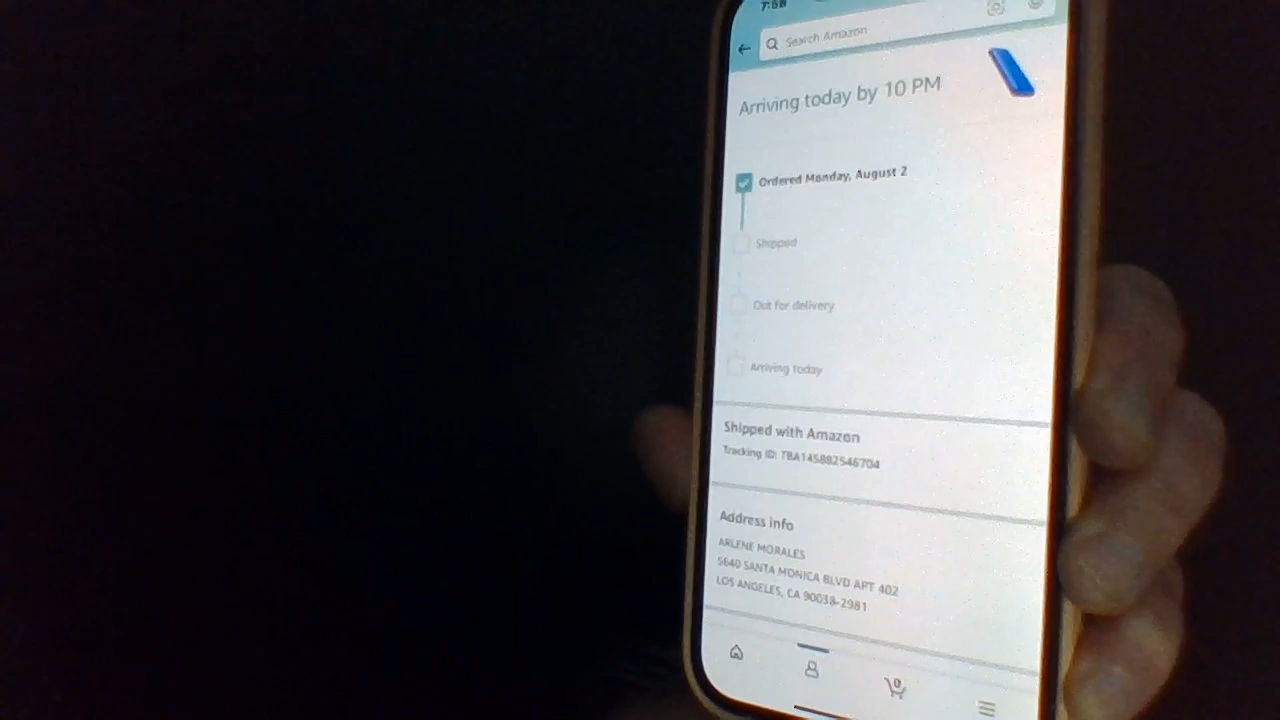 7:58
Search Amazon
Arriving today by 10 PM
Ordered Monday, August 2
Shipped
Out for delivery
Arriving today
Shipped with Amazon
Tracking ID: TBA145882546704
Address info
ARLENE MORALES
5640 SANTA MONICA BLVD APT 402
LOS ANGELES, CA 90038-2981
0